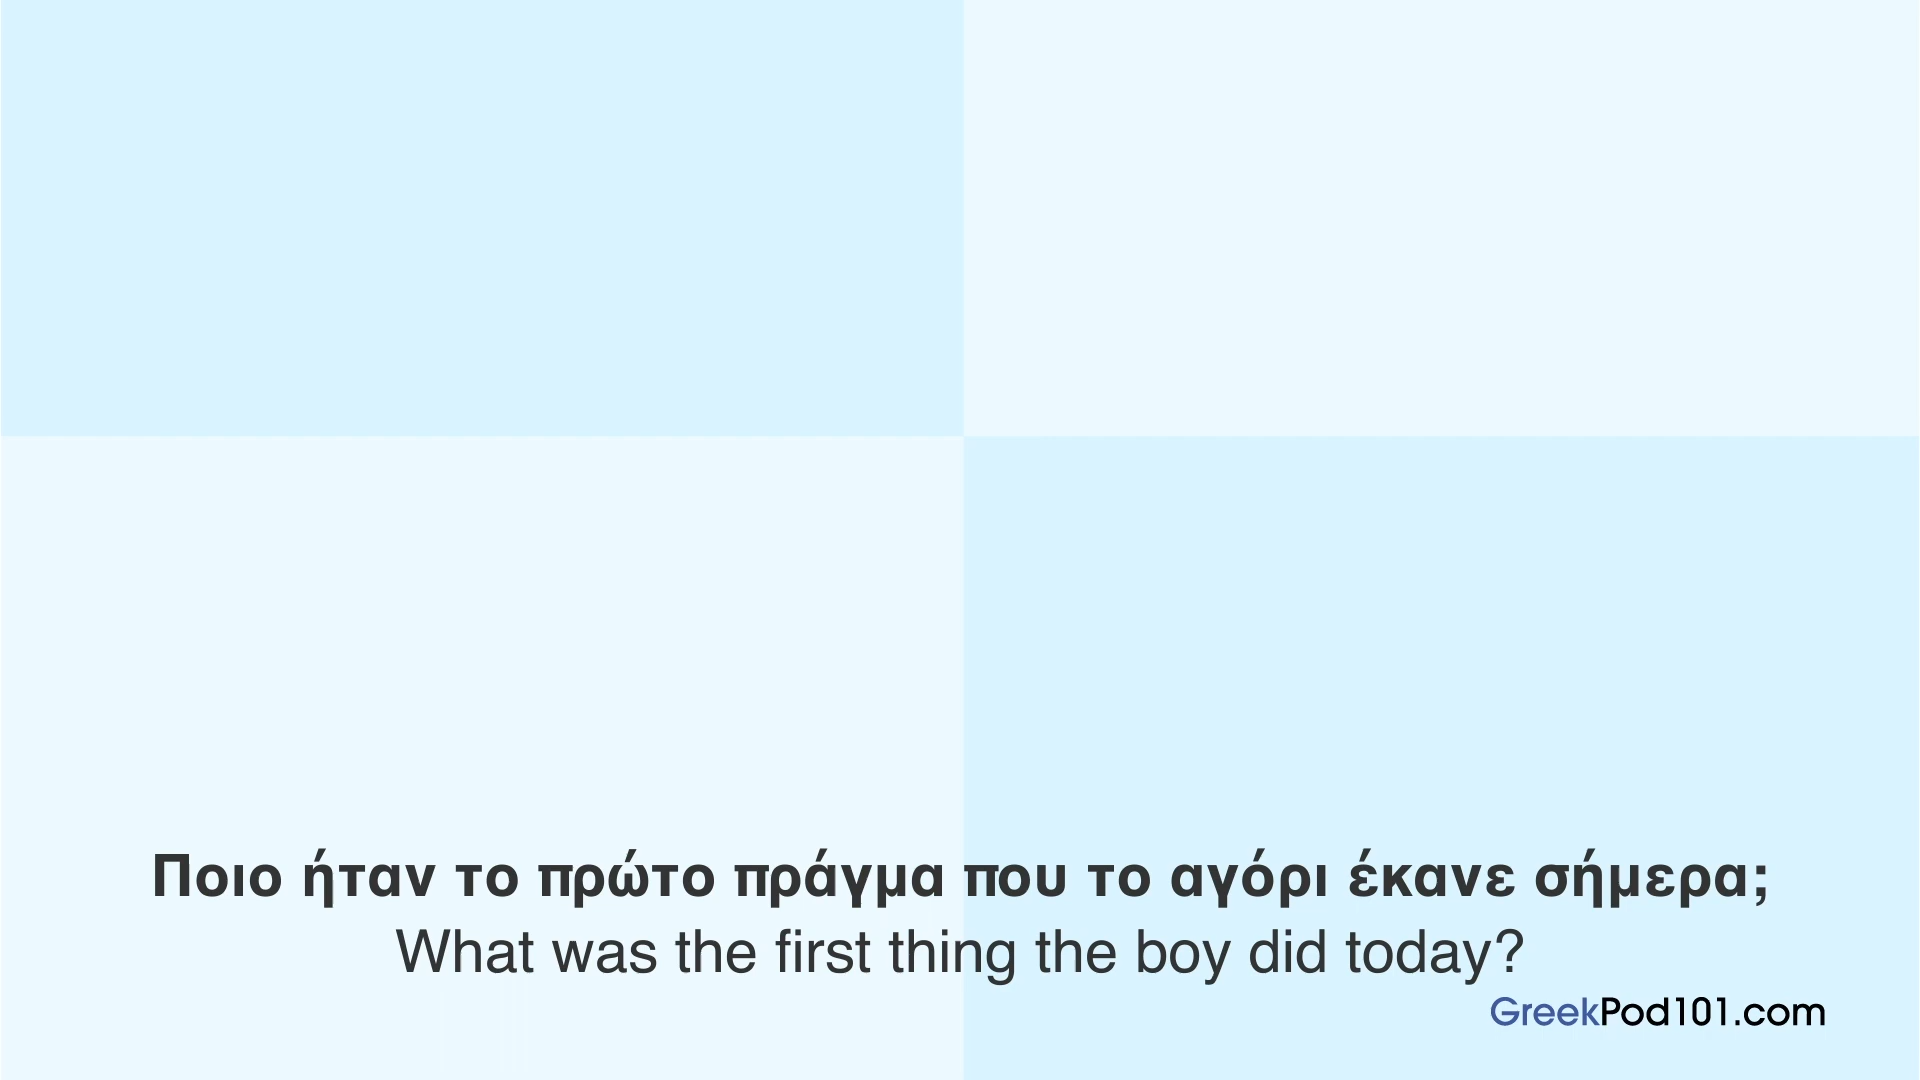 Ποιο ήταν το πρώτο πράγμα που το αγόρι έκανε σήμερα;
What was the first thing the boy did today?
GreekPod101.com